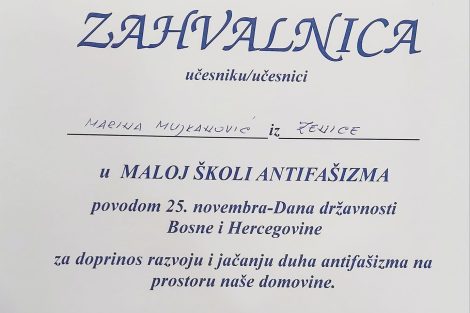 ZAHVALNICA
učesniku/učesnici
MARINA MUJKANOVIĆ iz ZENICE
u MALOJ ŠKOLI ANTIFAŠIZMA
povodom 25. novembra-Dana državnosti
Bosne i Hercegovine
za doprinos razvoju i jačanju duha antifašizma na
prostoru naše domovine.